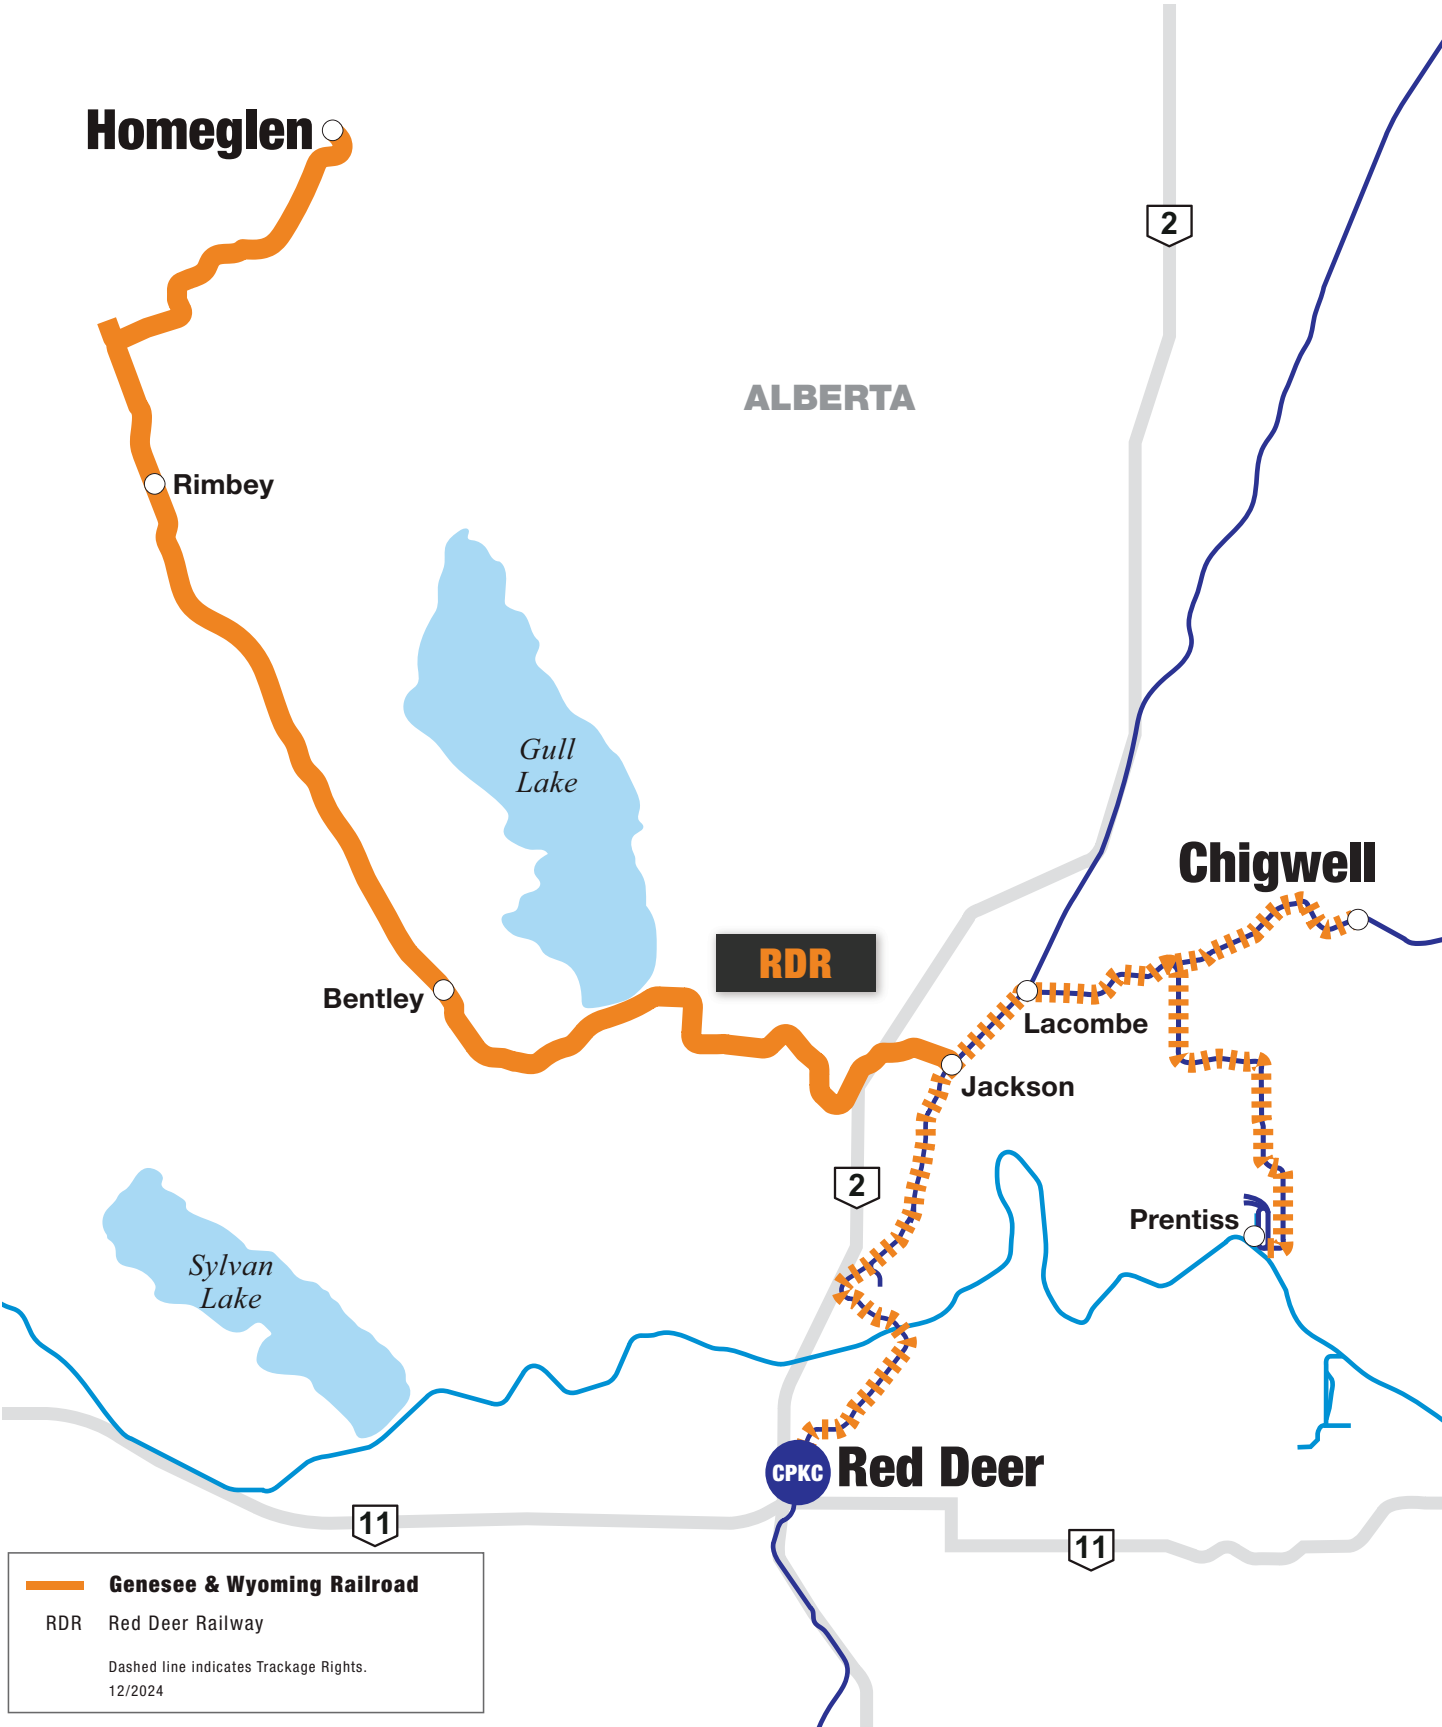 Homeglen
2
ALBERTA
Rimbey
Gull
Lake
Chigwell
RDR
Bentley
Lacombe
Jackson
2
Prentiss
Sylvan
Lake
CPKC
Red Deer
11
11
Genesee & Wyoming Railroad
RDR Red Deer Railway
Dashed line indicates Trackage Rights.
12/2024